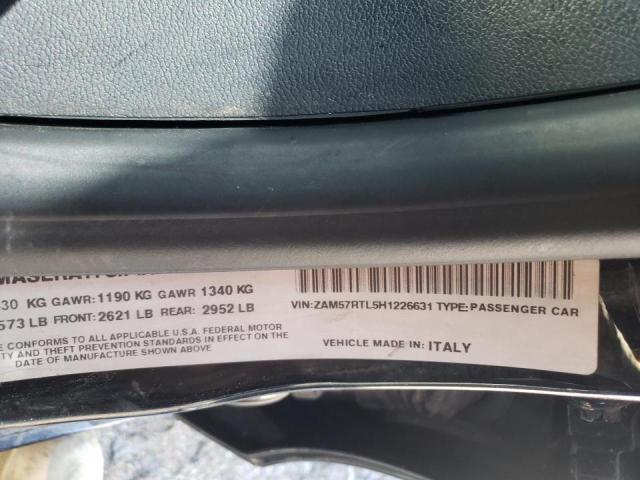 30 KG GAWR: 1190 KG GAWR 1340 KG
573 LB FRONT: 2621 LB REAR: 2952 LB
CONFORMS TO ALL APPLICABLE U.S.A. FEDERAL MOTOR
AND THEFT PREVENTION STANDARDS IN EFFECT ON THE
DATE OF MANUFACTURE SHOWN ABOVE
VIN:ZAM57RTL5H1226631 TYPE:PASSENGER CAR
VEHICLE MADE IN: ITALY